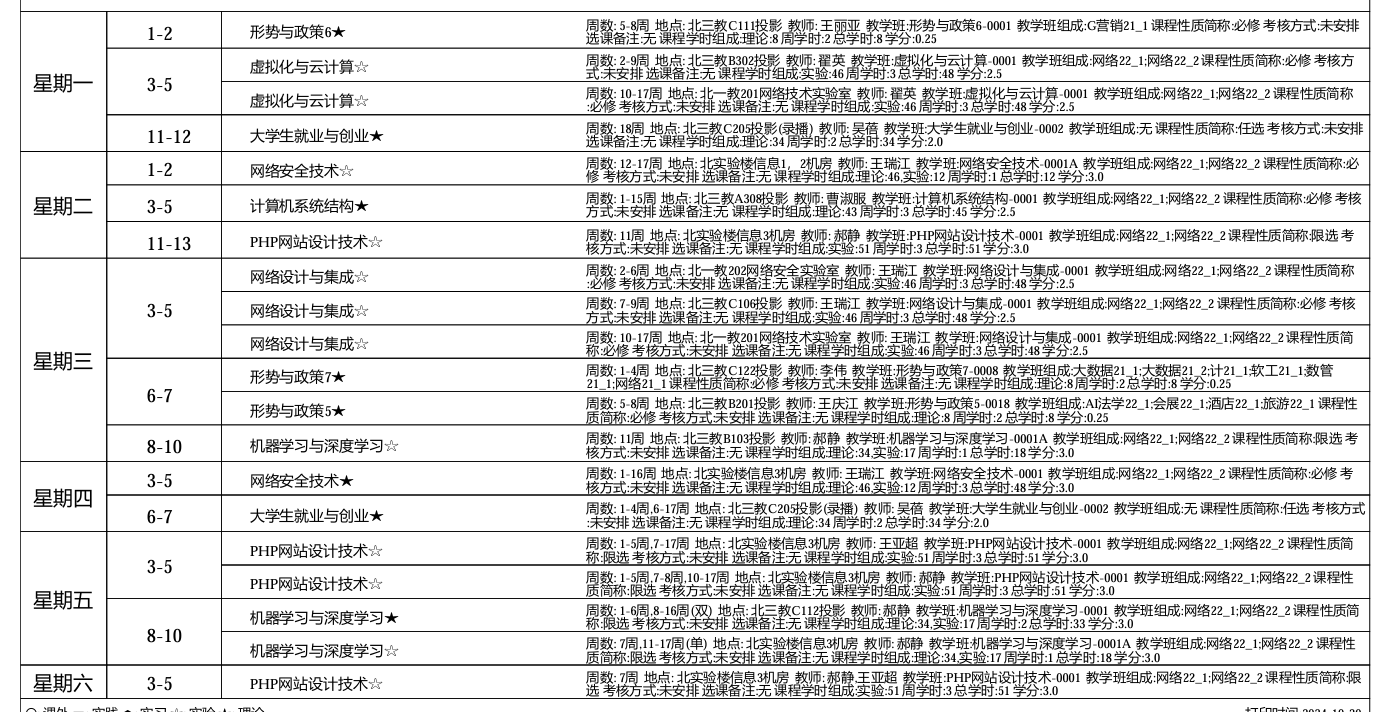 星期一
1-2
形势与政策6★
周数: 5-8周 地点: 北三教C111投影 教师: 王丽亚 教学班:形势与政策6-0001 教学班组成:G营销21_1 课程性质简称:必修 考核方式:未安排
选课备注:无 课程学时组成:理论:8 周学时:2 总学时:8 学分:0.25
3-5
虚拟化与云计算☆
周数: 2-9周 地点: 北三教B302投影 教师: 翟英 教学班:虚拟化与云计算-0001 教学班组成:网络22_1;网络22_2 课程性质简称:必修 考核方
式:未安排 选课备注:无 课程学时组成:实验:46 周学时:3 总学时:48 学分:2.5
虚拟化与云计算☆
周数: 10-17周 地点: 北一教201网络技术实验室 教师: 翟英 教学班:虚拟化与云计算-0001 教学班组成:网络22_1;网络22_2 课程性质简称
:必修 考核方式:未安排 选课备注:无 课程学时组成:实验:46 周学时:3 总学时:48 学分:2.5
11-12
大学生就业与创业★
周数: 18周 地点: 北三教C205投影(录播) 教师: 吴蓓 教学班:大学生就业与创业-0002 教学班组成:无 课程性质简称:任选 考核方式:未安排
选课备注:无 课程学时组成:理论:34 周学时:2 总学时:34 学分:2.0
星期二
1-2
网络安全技术☆
周数: 12-17周 地点: 北实验楼信息1，2机房 教师: 王瑞江 教学班:网络安全技术-0001A 教学班组成:网络22_1;网络22_2 课程性质简称:必
修 考核方式:未安排 选课备注:无 课程学时组成:理论:46,实验:12 周学时:1 总学时:12 学分:3.0
3-5
计算机系统结构★
周数: 1-15周 地点: 北三教A308投影 教师: 曹淑服 教学班:计算机系统结构-0001 教学班组成:网络22_1;网络22_2 课程性质简称:必修 考核
方式:未安排 选课备注:无 课程学时组成:理论:43 周学时:3 总学时:45 学分:2.5
11-13
PHP网站设计技术☆
周数: 11周 地点: 北实验楼信息3机房 教师: 郝静 教学班:PHP网站设计技术-0001 教学班组成:网络22_1;网络22_2 课程性质简称:限选 考
核方式:未安排 选课备注:无 课程学时组成:实验:51 周学时:3 总学时:51 学分:3.0
星期三
3-5
网络设计与集成☆
周数: 2-6周 地点: 北一教202网络安全实验室 教师: 王瑞江 教学班:网络设计与集成-0001 教学班组成:网络22_1;网络22_2 课程性质简称
:必修 考核方式:未安排 选课备注:无 课程学时组成:实验:46 周学时:3 总学时:48 学分:2.5
网络设计与集成☆
周数: 7-9周 地点: 北三教C106投影 教师: 王瑞江 教学班:网络设计与集成-0001 教学班组成:网络22_1;网络22_2 课程性质简称:必修 考核
方式:未安排 选课备注:无 课程学时组成:实验:46 周学时:3 总学时:48 学分:2.5
网络设计与集成☆
周数: 10-17周 地点: 北一教201网络技术实验室 教师: 王瑞江 教学班:网络设计与集成-0001 教学班组成:网络22_1;网络22_2 课程性质简
称:必修 考核方式:未安排 选课备注:无 课程学时组成:实验:46 周学时:3 总学时:48 学分:2.5
6-7
形势与政策7★
周数: 1-4周 地点: 北三教C122投影 教师: 李伟 教学班:形势与政策7-0008 教学班组成:大数据21_1;大数据21_2;计21_1;软工21_1;数管
21_1;网络21_1 课程性质简称:必修 考核方式:未安排 选课备注:无 课程学时组成:理论:8 周学时:2 总学时:8 学分:0.25
形势与政策5★
周数: 5-8周 地点: 北三教B201投影 教师: 王庆江 教学班:形势与政策5-0018 教学班组成:AI法学22_1;会展22_1;酒店22_1;旅游22_1 课程性
质简称:必修 考核方式:未安排 选课备注:无 课程学时组成:理论:8 周学时:2 总学时:8 学分:0.25
8-10
机器学习与深度学习☆
周数: 11周 地点: 北三教B103投影 教师: 郝静 教学班:机器学习与深度学习-0001A 教学班组成:网络22_1;网络22_2 课程性质简称:限选 考
核方式:未安排 选课备注:无 课程学时组成:理论:34,实验:17 周学时:1 总学时:18 学分:3.0
星期四
3-5
网络安全技术★
周数: 1-16周 地点: 北实验楼信息3机房 教师: 王瑞江 教学班:网络安全技术-0001 教学班组成:网络22_1;网络22_2 课程性质简称:必修 考
核方式:未安排 选课备注:无 课程学时组成:理论:46,实验:12 周学时:3 总学时:48 学分:3.0
6-7
大学生就业与创业★
周数: 1-4周,6-17周 地点: 北三教C205投影(录播) 教师: 吴蓓 教学班:大学生就业与创业-0002 教学班组成:无 课程性质简称:任选 考核方式
:未安排 选课备注:无 课程学时组成:理论:34 周学时:2 总学时:34 学分:2.0
星期五
3-5
PHP网站设计技术☆
周数: 1-5周,7-17周 地点: 北实验楼信息3机房 教师: 王亚超 教学班:PHP网站设计技术-0001 教学班组成:网络22_1;网络22_2 课程性质简
称:限选 考核方式:未安排 选课备注:无 课程学时组成:实验:51 周学时:3 总学时:51 学分:3.0
PHP网站设计技术☆
周数: 1-5周,7-8周,10-17周 地点: 北实验楼信息3机房 教师: 郝静 教学班:PHP网站设计技术-0001 教学班组成:网络22_1;网络22_2 课程性
质简称:限选 考核方式:未安排 选课备注:无 课程学时组成:实验:51 周学时:3 总学时:51 学分:3.0
8-10
机器学习与深度学习★
周数: 1-6周,8-16周(双) 地点: 北三教C112投影 教师: 郝静 教学班:机器学习与深度学习-0001 教学班组成:网络22_1;网络22_2 课程性质简
称:限选 考核方式:未安排 选课备注:无 课程学时组成:理论:34,实验:17 周学时:2 总学时:33 学分:3.0
机器学习与深度学习☆
周数: 7周,11-17周(单) 地点: 北实验楼信息3机房 教师: 郝静 教学班:机器学习与深度学习-0001A 教学班组成:网络22_1;网络22_2 课程性
质简称:限选 考核方式:未安排 选课备注:无 课程学时组成:理论:34,实验:17 周学时:1 总学时:18 学分:3.0
星期六
3-5
PHP网站设计技术☆
周数: 7周 地点: 北实验楼信息3机房 教师: 郝静,王亚超 教学班:PHP网站设计技术-0001 教学班组成:网络22_1;网络22_2 课程性质简称:限
选 考核方式:未安排 选课备注:无 课程学时组成:实验:51 周学时:3 总学时:51 学分:3.0